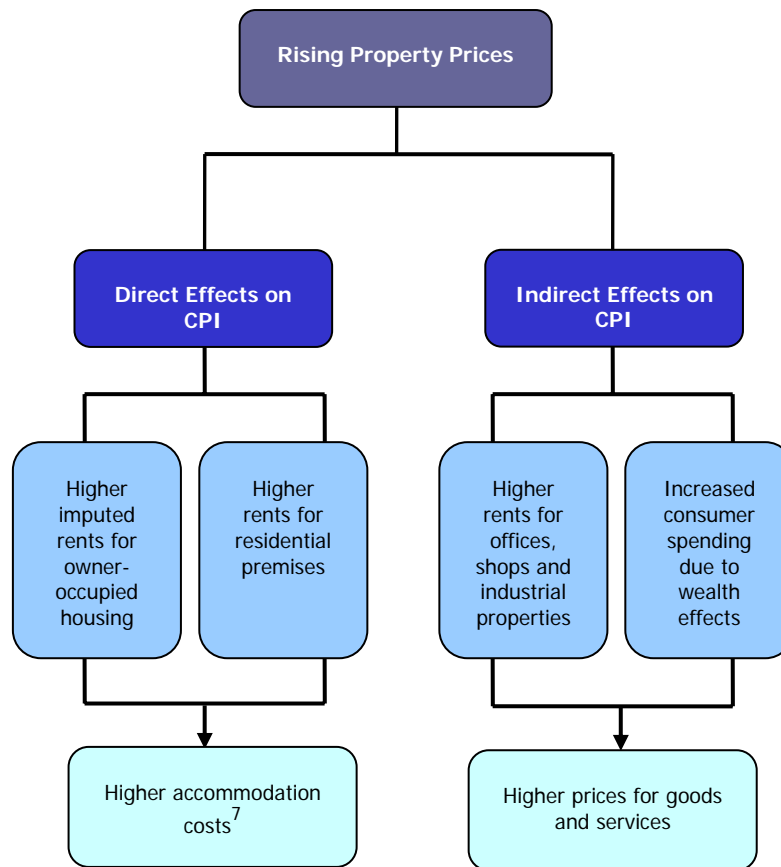 Rising Property Prices
Direct Effects on
CPI
Indirect Effects on
CPI
Higher
imputed
rents for
owner-
occupied
housing
Higher
rents for
residential
premises
Higher
rents for
offices,
shops and
industrial
properties
Increased
consumer
spending
due to
wealth
effects
Higher accommodation
costs⁷
Higher prices for goods
and services